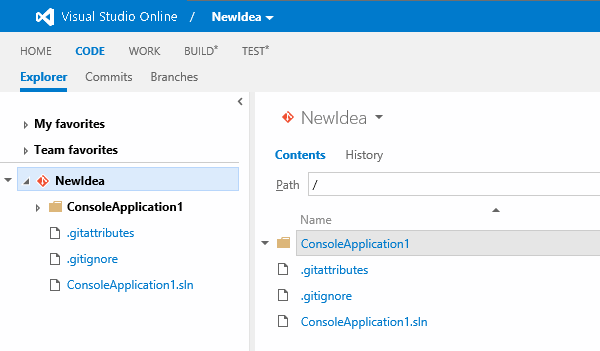 Visual Studio Online / NewIdea
HOME CODE WORK BUILD* TEST*
Explorer Commits Branches
My favorites
Team favorites
NewIdea
ConsoleApplication1
.gitattributes
.gitignore
ConsoleApplication1.sln
NewIdea
Contents History
Path /
Name
ConsoleApplication1
.gitattributes
.gitignore
ConsoleApplication1.sln